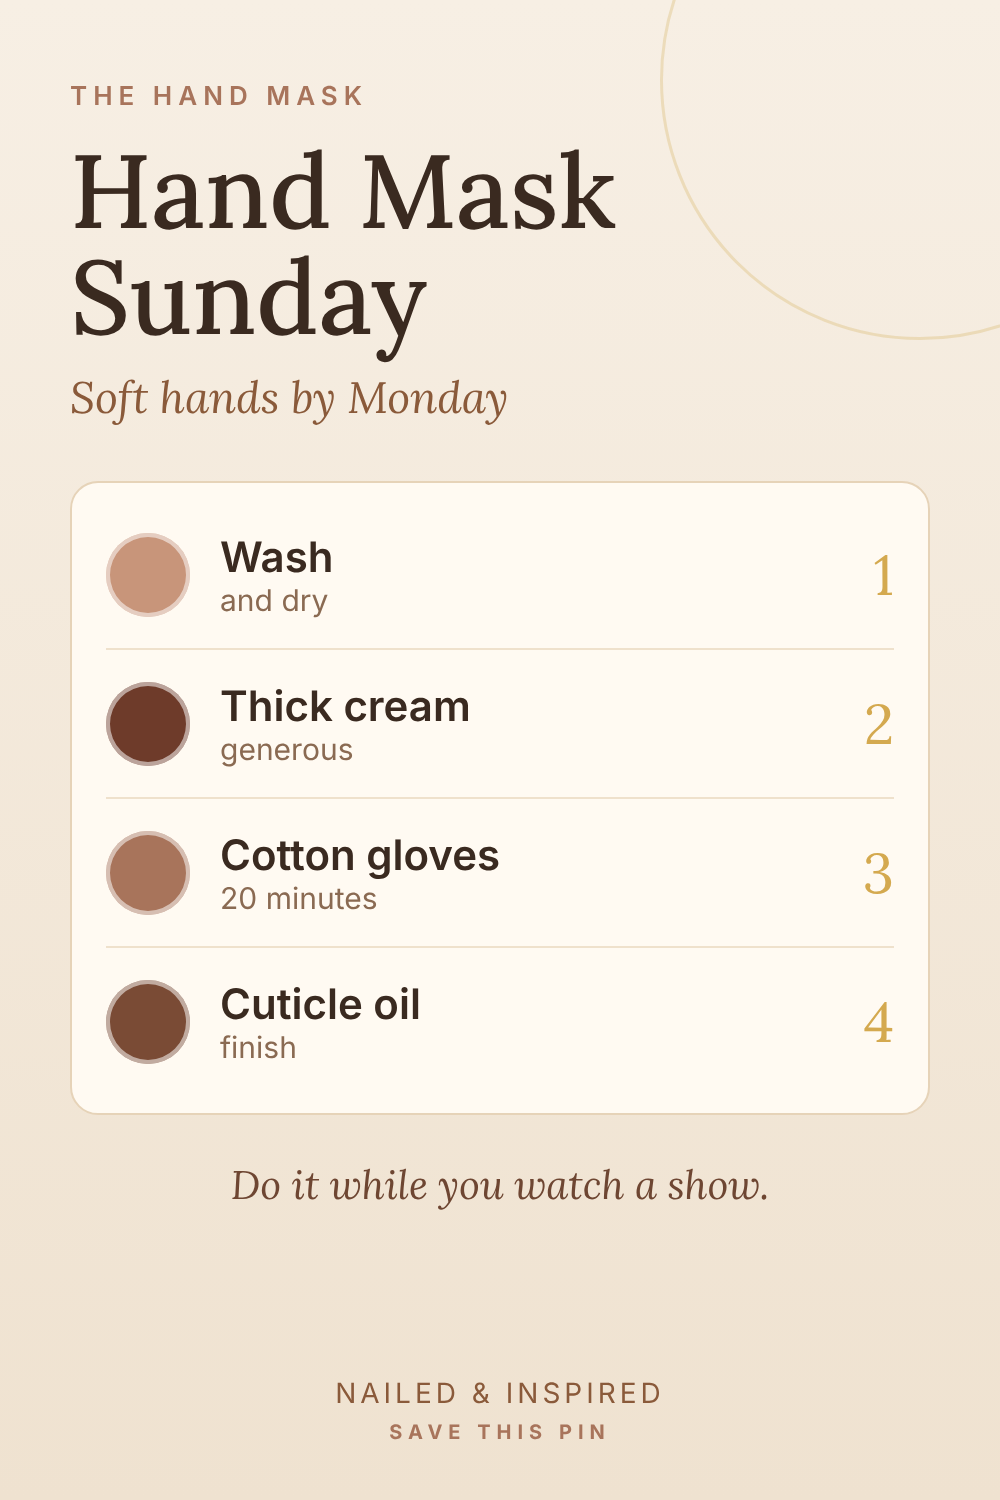 THE HAND MASK
Hand Mask
Sunday
Soft hands by Monday
Wash
and dry
1
Thick cream
generous
2
Cotton gloves
20 minutes
3
Cuticle oil
finish
4
Do it while you watch a show.
NAILED & INSPIRED
SAVE THIS PIN